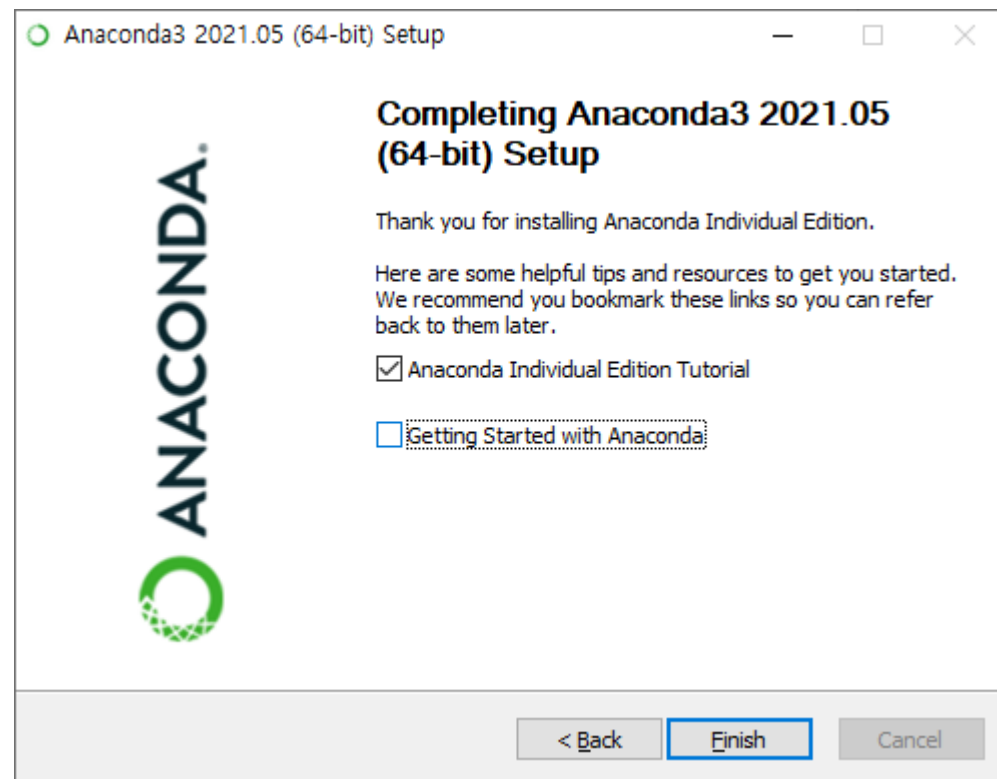 Anaconda3 2021.05 (64-bit) Setup
Completing Anaconda3 2021.05
(64-bit) Setup
Thank you for installing Anaconda Individual Edition.
Here are some helpful tips and resources to get you started.
We recommend you bookmark these links so you can refer
back to them later.
Anaconda Individual Edition Tutorial
Getting Started with Anaconda
ANACONDA.
< Back
Finish
Cancel